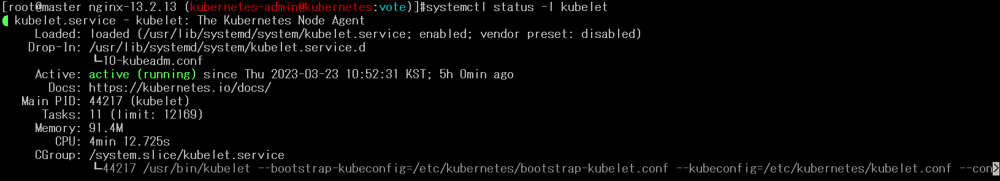 [root@master nginx-13.2.13 (kubernetes-admin@kubernetes:vote)]#systemctl status -l kubelet
kubelet.service - kubelet: The Kubernetes Node Agent
Loaded: loaded (/usr/lib/systemd/system/kubelet.service; enabled; vendor preset: disabled)
Drop-In: /usr/lib/systemd/system/kubelet.service.d
└─10-kubeadm.conf
Active: active (running) since Thu 2023-03-23 10:52:31 KST; 5h 0min ago
Docs: https://kubernetes.io/docs/
Main PID: 44217 (kubelet)
Tasks: 11 (limit: 12169)
Memory: 91.4M
CPU: 4min 12.725s
CGroup: /system.slice/kubelet.service
└─44217 /usr/bin/kubelet --bootstrap-kubeconfig=/etc/kubernetes/bootstrap-kubelet.conf --kubeconfig=/etc/kubernetes/kubelet.conf --con>